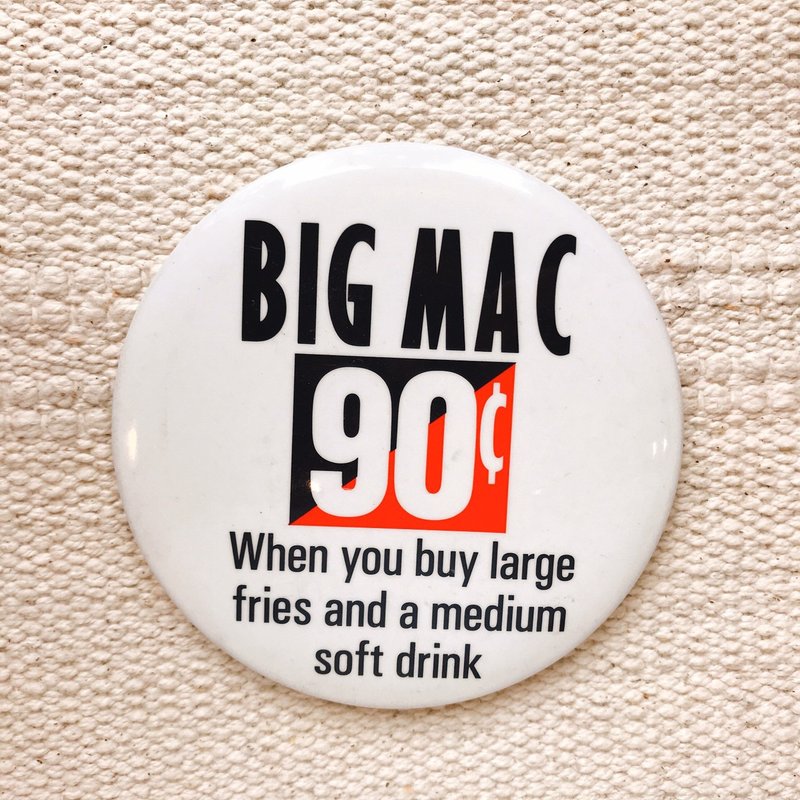 BIG MAC
90¢
When you buy large
fries and a medium
soft drink